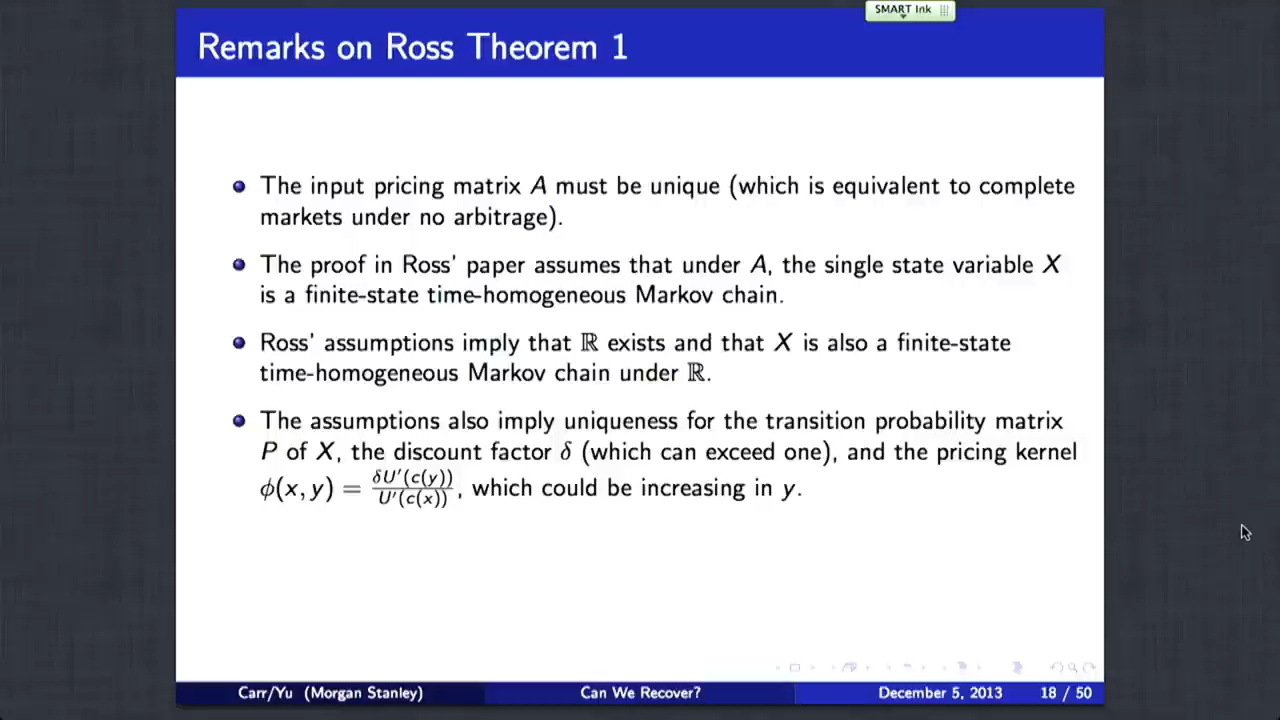 SMART Ink
Remarks on Ross Theorem 1
The input pricing matrix A must be unique (which is equivalent to complete
markets under no arbitrage).
The proof in Ross' paper assumes that under A, the single state variable X
is a finite-state time-homogeneous Markov chain.
Ross' assumptions imply that ℝ exists and that X is also a finite-state
time-homogeneous Markov chain under ℝ.
The assumptions also imply uniqueness for the transition probability matrix
P of X, the discount factor δ (which can exceed one), and the pricing kernel
ϕ(x, y) = δU′(c(y))/U′(c(x)), which could be increasing in y.
Carr/Yu (Morgan Stanley) Can We Recover? December 5, 2013 18 / 50